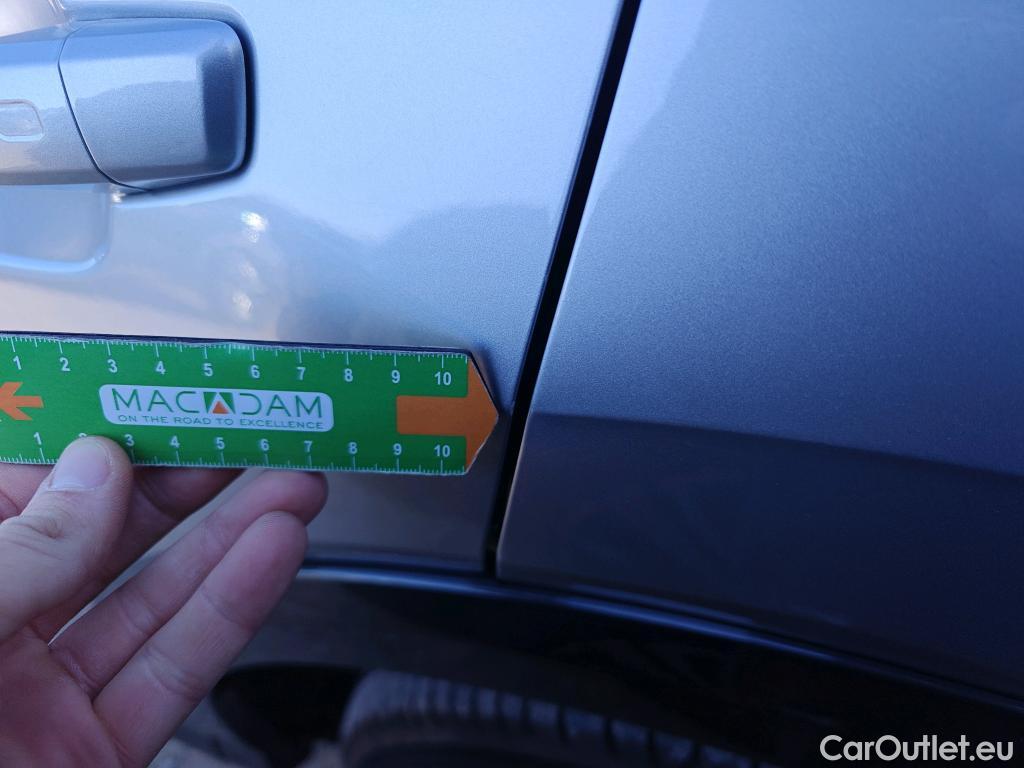 1 2 3 4 5 6 7 8 9 10
MACADAM
ON THE ROAD TO EXCELLENCE
1 2 3 4 5 6 7 8 9 10
CarOutlet.eu